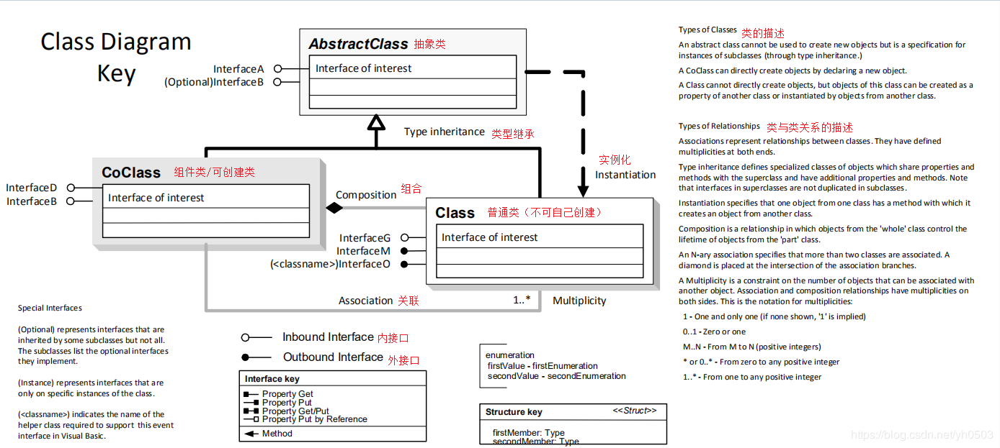 Class Diagram
Key
AbstractClass 抽象类
Interface of interest
InterfaceA
(Optional)InterfaceB
Type inheritance 类型继承
实例化
Instantiation
CoClass 组件类/可创建类
Interface of interest
InterfaceD
InterfaceB
Composition 组合
Class 普通类（不可自己创建）
Interface of interest
InterfaceG
InterfaceM
(<classname>)InterfaceO
Association 关联
1..* Multiplicity
Special Interfaces
(Optional) represents interfaces that are
inherited by some subclasses but not all.
The subclasses list the optional interfaces
they implement.
(Instance) represents interfaces that are
only on specific instances of the class.
(<classname>) indicates the name of the
helper class required to support this event
interface in Visual Basic.
Inbound Interface 内接口
Outbound Interface 外接口
Interface key
Property Get
Property Put
Property Get/Put
Property Put by Reference
Method
enumeration
firstValue - firstEnumeration
secondValue - secondEnumeration
Structure key <<Struct>>
firstMember: Type
secondMember: Type
Types of Classes 类的描述
An abstract class cannot be used to create new objects but is a specification for
instances of subclasses (through type inheritance.)
A CoClass can directly create objects by declaring a new object.
A Class cannot directly create objects, but objects of this class can be created as a
property of another class or instantiated by objects from another class.
Types of Relationships 类与类关系的描述
Associations represent relationships between classes. They have defined
multiplicities at both ends.
Type inheritance defines specialized classes of objects which share properties and
methods with the superclass and have additional properties and methods. Note
that interfaces in superclasses are not duplicated in subclasses.
Instantiation specifies that one object from one class has a method with which it
creates an object from another class.
Composition is a relationship in which objects from the 'whole' class control the
lifetime of objects from the 'part' class.
An N-ary association specifies that more than two classes are associated. A
diamond is placed at the intersection of the association branches.
A Multiplicity is a constraint on the number of objects that can be associated with
another object. Association and composition relationships have multiplicities on
both sides. This is the notation for multiplicities:
1 - One and only one (if none shown, '1' is implied)
0..1 - Zero or one
M..N - From M to N (positive integers)
* or 0..* - From zero to any positive integer
1..* - From one to any positive integer
https://blog.csdn.net/yh0503